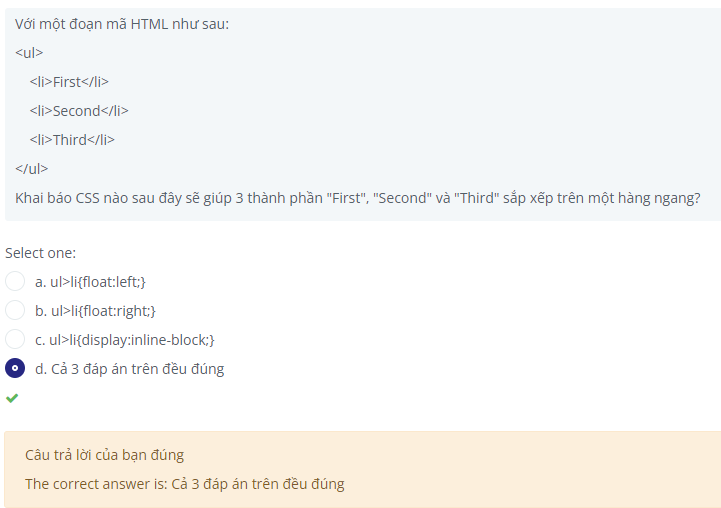 Với một đoạn mã HTML như sau:
<ul>
<li>First</li>
<li>Second</li>
<li>Third</li>
</ul>
Khai báo CSS nào sau đây sẽ giúp 3 thành phần "First", "Second" và "Third" sắp xếp trên một hàng ngang?
Select one:
a. ul>li{float:left;}
b. ul>li{float:right;}
c. ul>li{display:inline-block;}
d. Cả 3 đáp án trên đều đúng
Câu trả lời của bạn đúng
The correct answer is: Cả 3 đáp án trên đều đúng